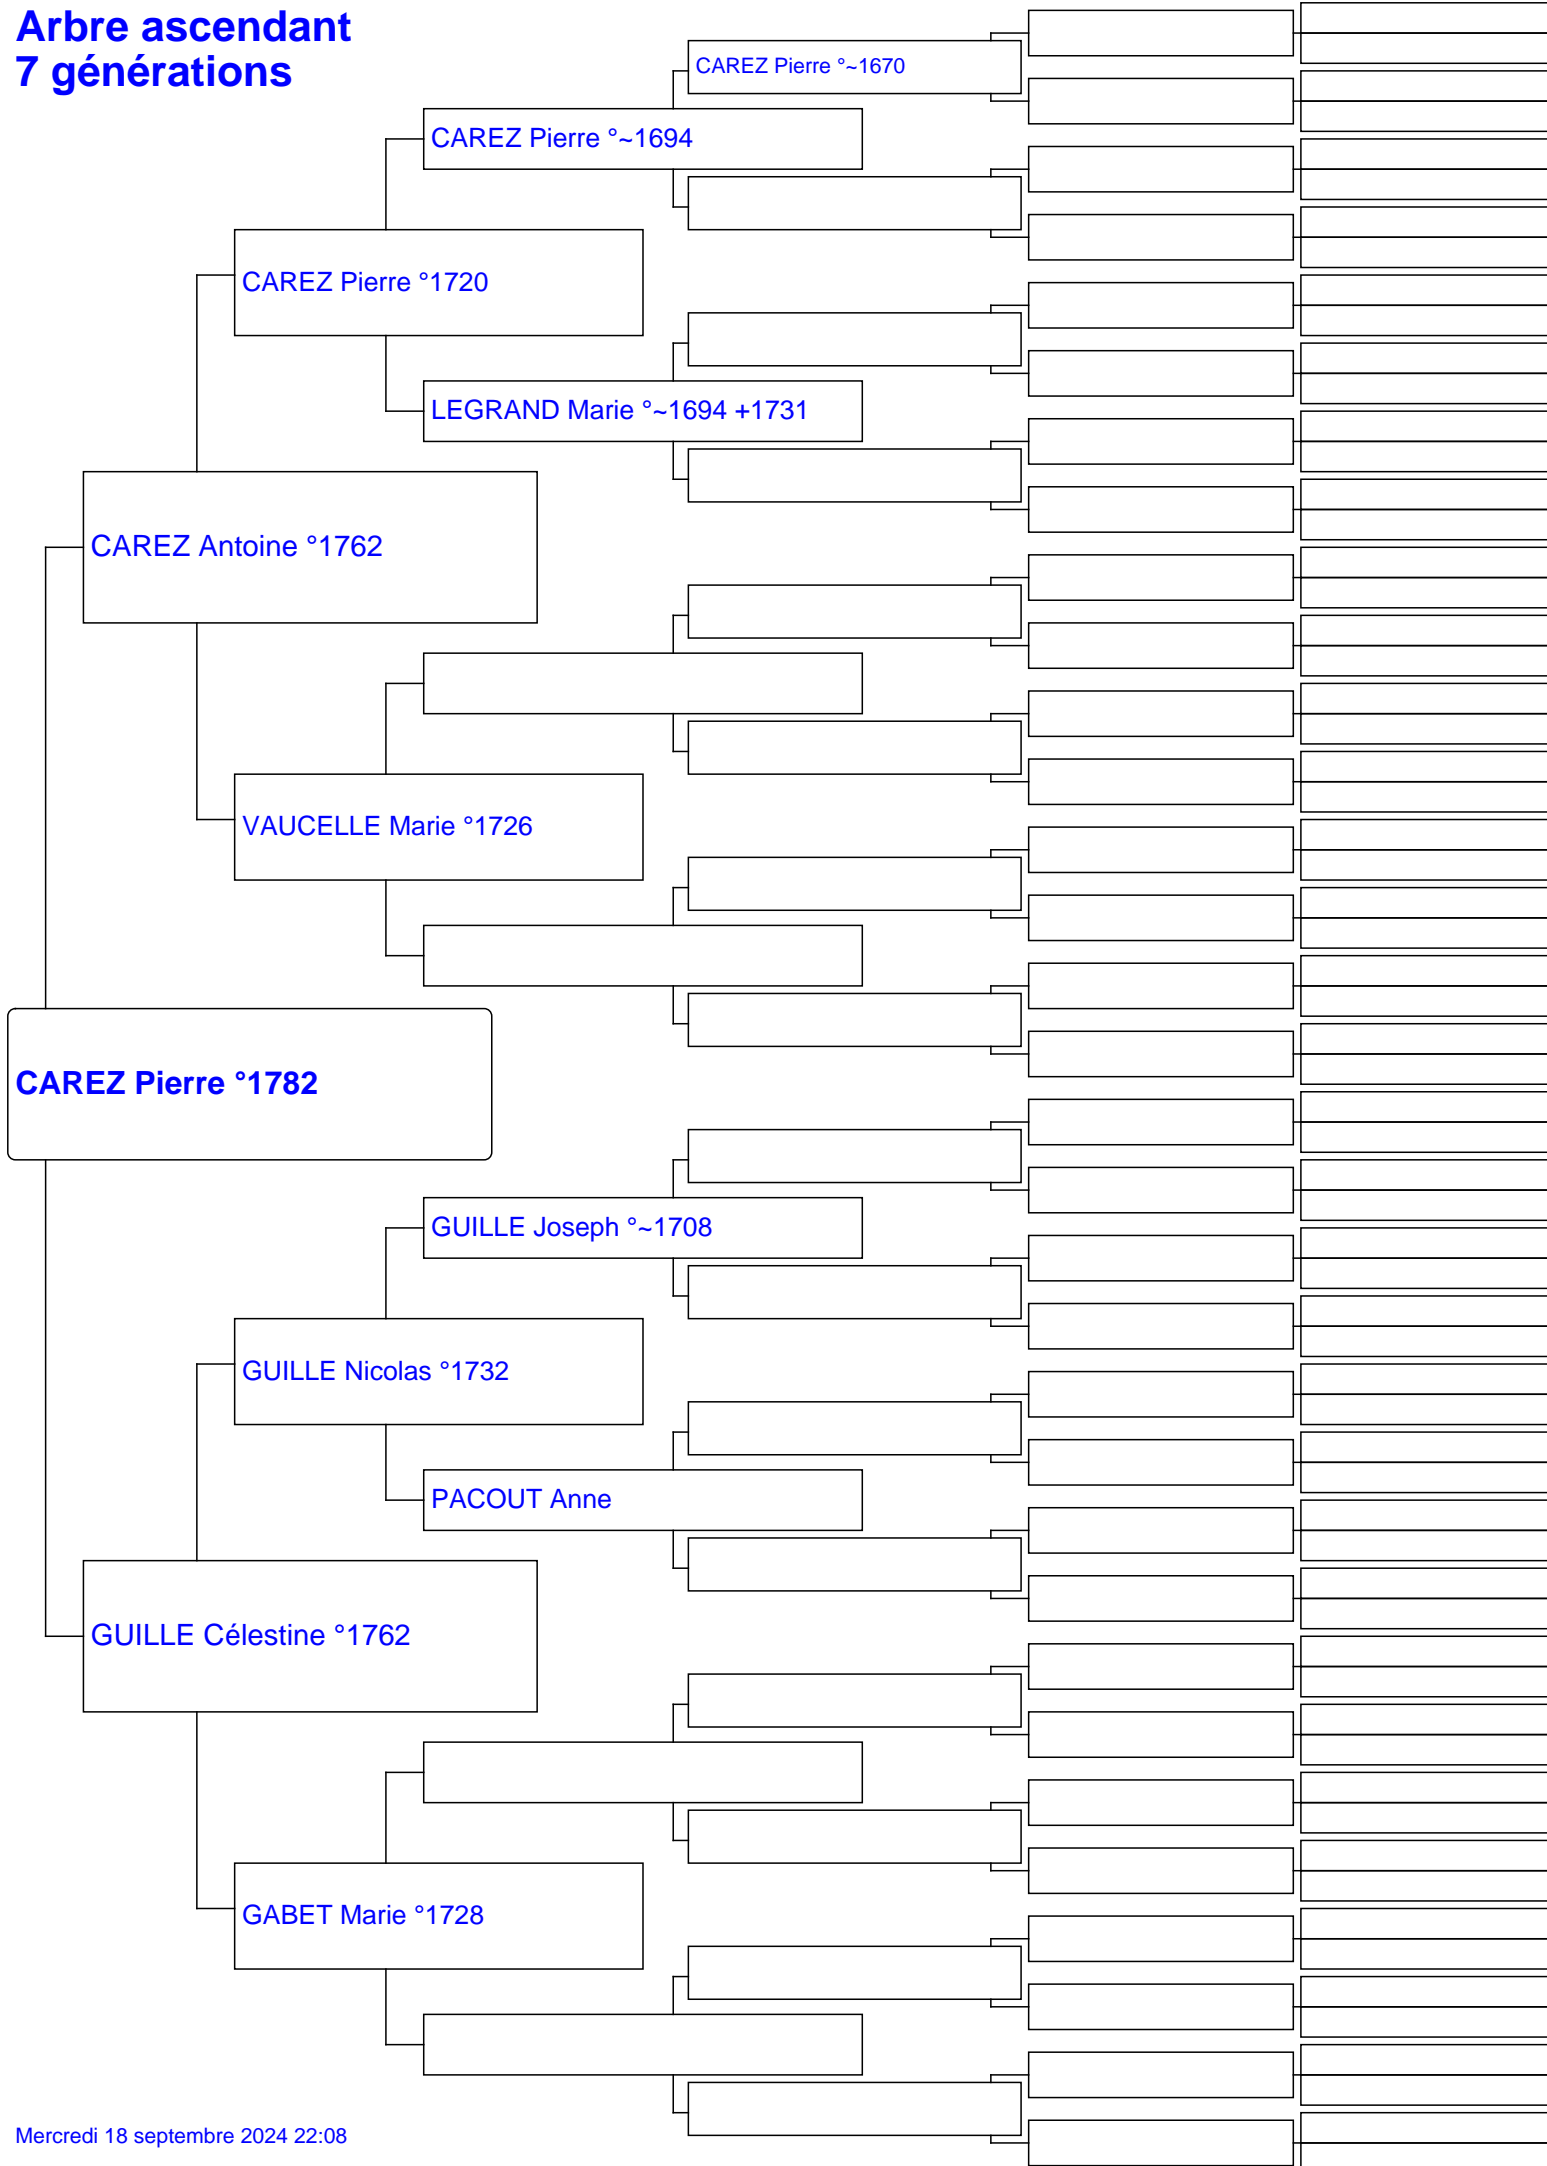 Arbre ascendant
7 générations
CAREZ Pierre °~1670
CAREZ Pierre °~1694
CAREZ Pierre °1720
LEGRAND Marie °~1694 +1731
CAREZ Antoine °1762
VAUCELLE Marie °1726
CAREZ Pierre °1782
GUILLE Joseph °~1708
GUILLE Nicolas °1732
PACOUT Anne
GUILLE Célestine °1762
GABET Marie °1728
Mercredi 18 septembre 2024 22:08